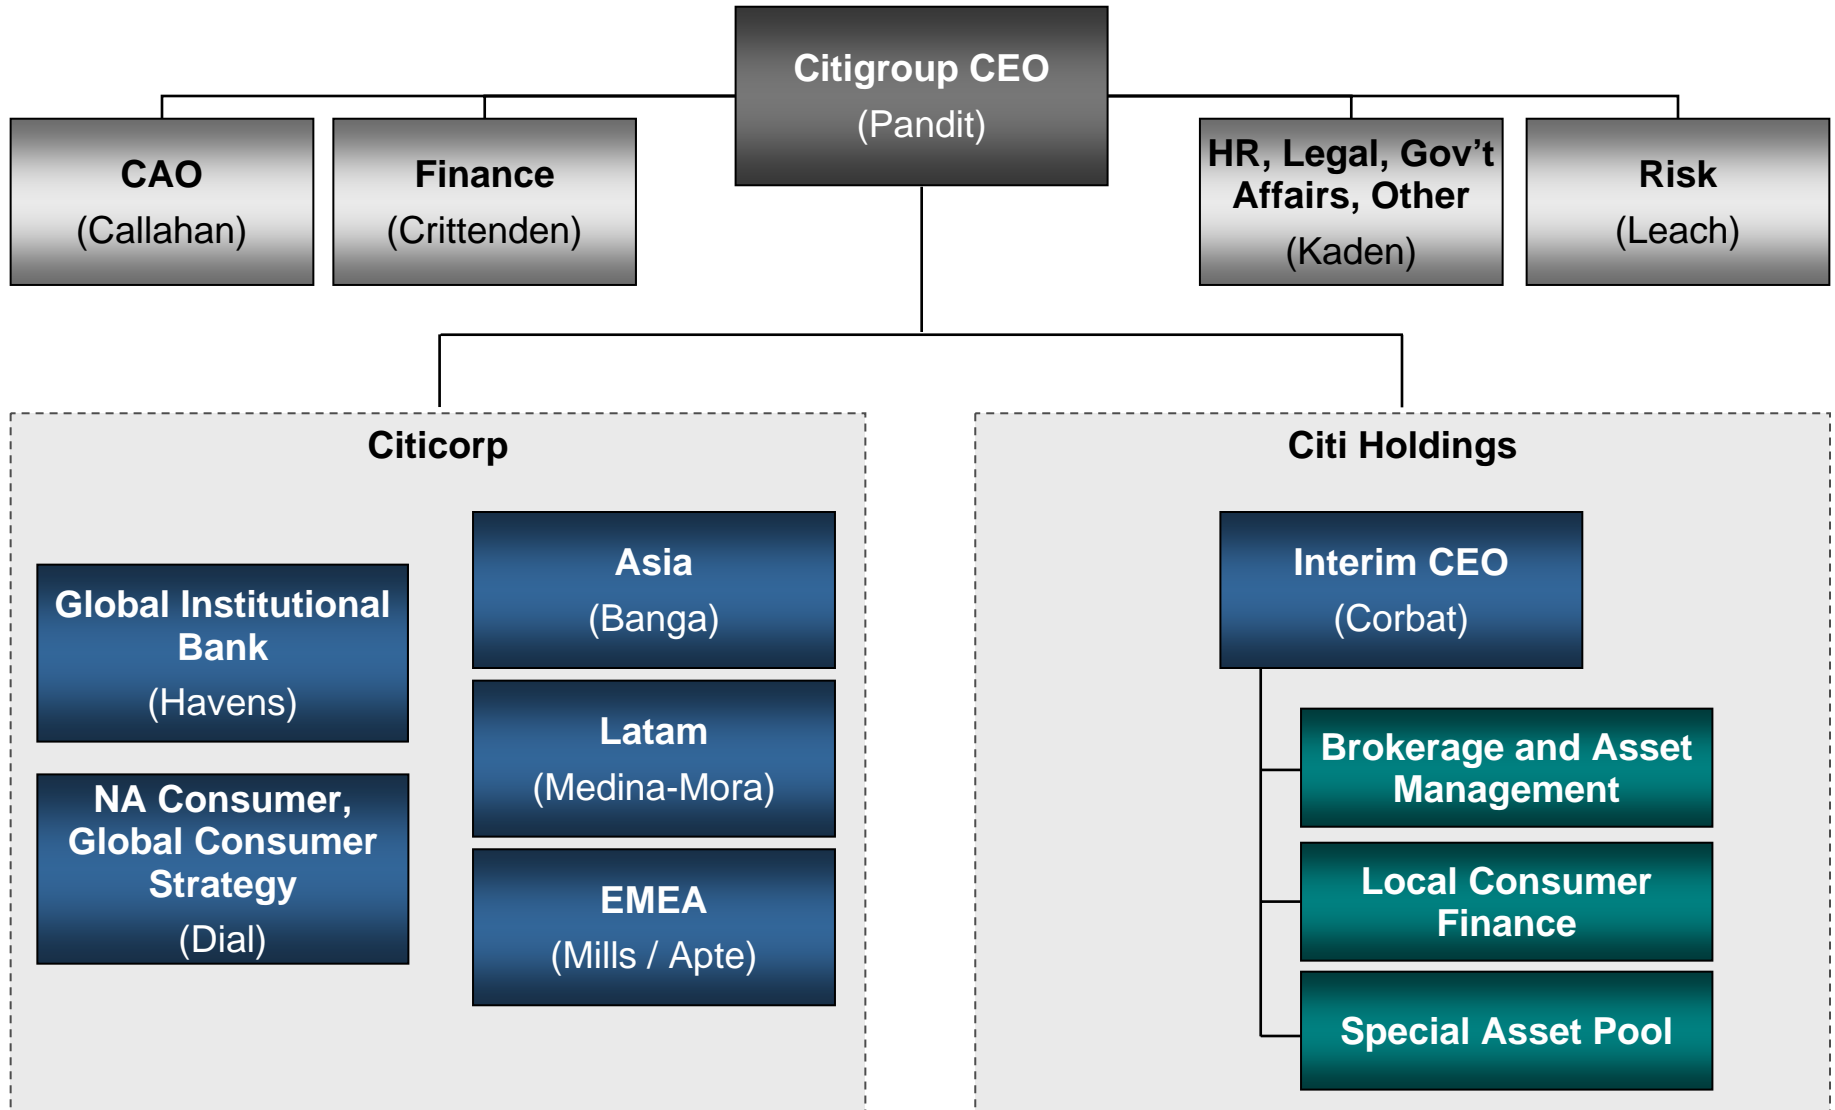 Citigroup CEO
(Pandit)
CAO
(Callahan)
Finance
(Crittenden)
HR, Legal, Gov’t
Affairs, Other
(Kaden)
Risk
(Leach)
Citicorp
Global Institutional
Bank
(Havens)
NA Consumer,
Global Consumer
Strategy
(Dial)
Asia
(Banga)
Latam
(Medina-Mora)
EMEA
(Mills / Apte)
Citi Holdings
Interim CEO
(Corbat)
Brokerage and Asset
Management
Local Consumer
Finance
Special Asset Pool